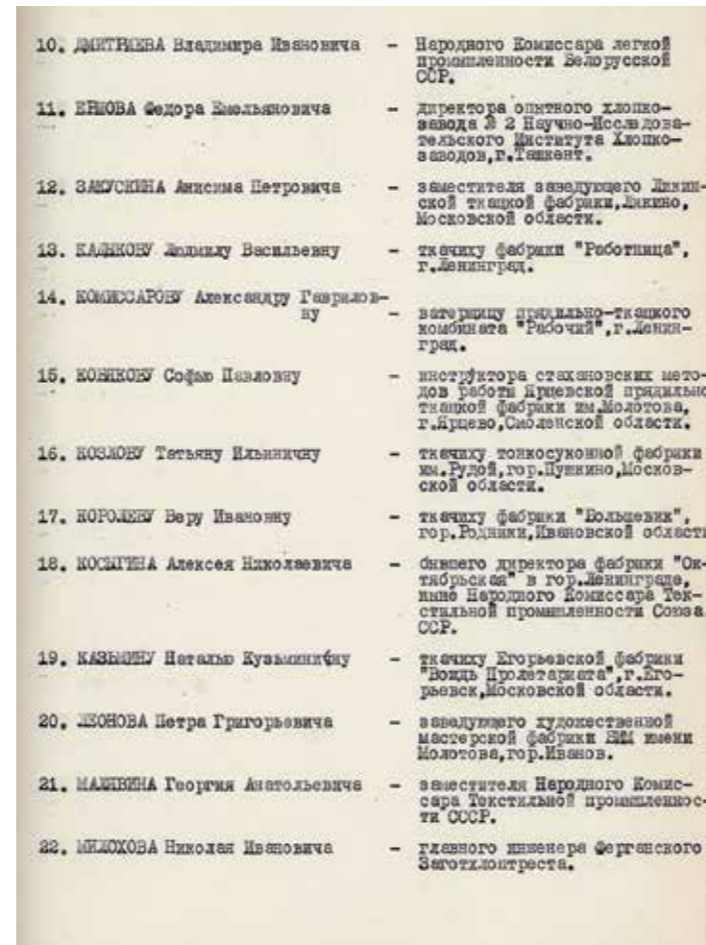 10. ДМИТРИЕВА Владимира Ивановича - Народного Комиссара легкой
промышленности Белорусской
ССР.
11. ЕРШОВА Федора Емельяновича - директора опытного хлопко-
завода № 2 Научно-Исследова-
тельского Института Хлопко-
заводов,г.Ташкент.
12. ЗАКУСКИНА Анисима Петровича - заместителя заведующего Ликин-
ской ткацкой фабрики,Ликино,
Московской области.
13. Людмилу Васильевну - ткачиху фабрики "Работница",
г.Ленинград.
14. КОМИССАРОВУ Александру Гаврилов-
ну - ватерщицу прядильно-ткацкого
комбината "Рабочий",г.Ленин-
град.
15. Софью Павловну - инструктора стахановских мето-
дов работы Ярцевской прядильно
ткацкой фабрики им.Молотова,
г.Ярцево,Смоленской области.
16. КОЗЛОВУ Татьяну Ильиничну - ткачиху тонкосуконной фабрики
им.Рудой,гор.Пушкино,Москов-
ской области.
17. КОРОЛЕВУ Веру Ивановну - ткачиху фабрики "Большевик",
гор.Родники,Ивановской области
18. КОСЫГИНА Алексея Николаевича - бывшего директора фабрики "Ок-
тябрьская" в гор.Ленинграде,
ныне Народного Комиссара Тек-
стильной промышленности Союза
ССР.
19. КАЗЬМИНУ Наталью Кузьминичну - ткачиху Егорьевской фабрики
"Вождь Пролетариата",г.Его-
рьевск,Московской области.
20. ЛЕОНОВА Петра Григорьевича - заведующего художественной
мастерской фабрики БИМ имени
Молотова,гор.Иванов.
21. Георгия Анатольевича - заместителя Народного Комис-
сара Текстильной промышленнос-
ти СССР.
22. МИЛОХОВА Николая Ивановича - главного инженера Ферганского
Заготхлоптреста.